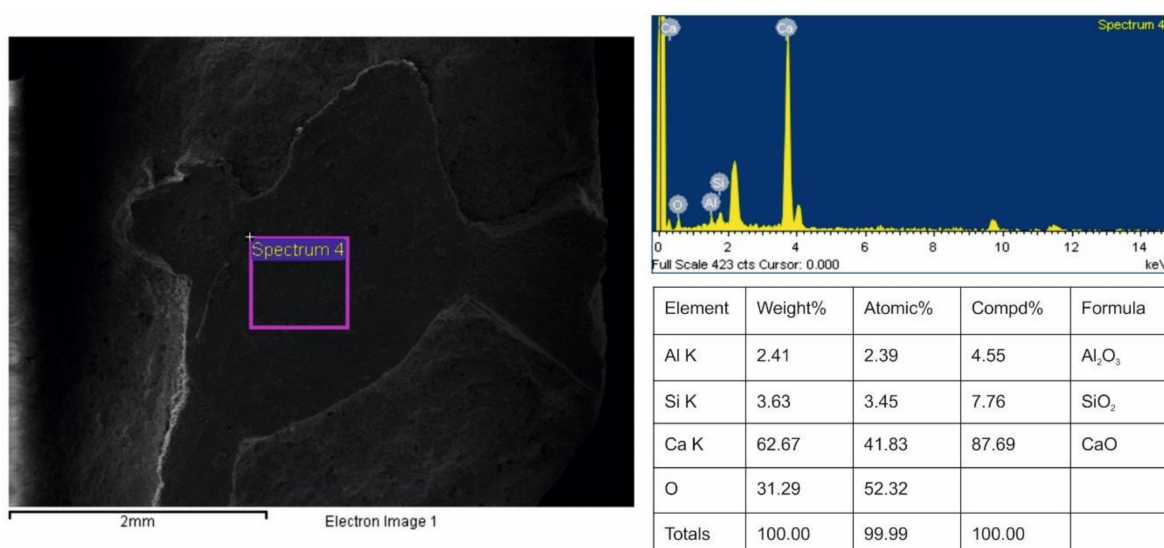 Spectrum 4
2mm
Electron Image 1
Spectrum 4
Ca
Ca
Si
O
Al
0 2 4 6 8 10 12 14
Full Scale 423 cts Cursor: 0.000
keV
Element Weight% Atomic% Compd% Formula
Al K 2.41 2.39 4.55 Al₂O₃
Si K 3.63 3.45 7.76 SiO₂
Ca K 62.67 41.83 87.69 CaO
O 31.29 52.32
Totals 100.00 99.99 100.00